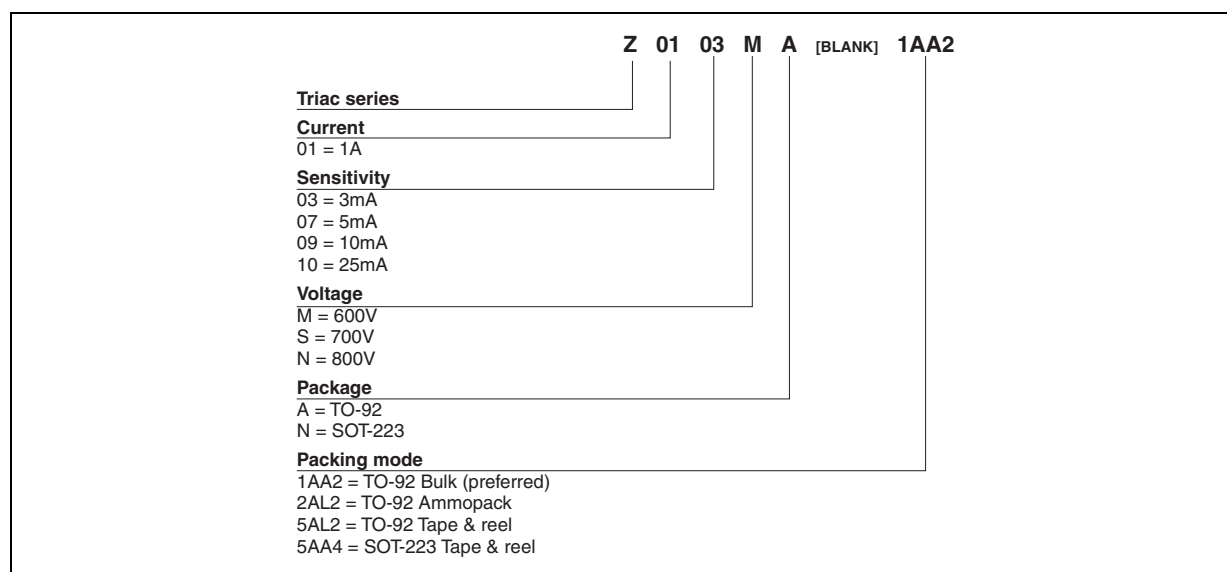 Z 01 03 M A [BLANK] 1AA2
Triac series
Current
01 = 1A
Sensitivity
03 = 3mA
07 = 5mA
09 = 10mA
10 = 25mA
Voltage
M = 600V
S = 700V
N = 800V
Package
A = TO-92
N = SOT-223
Packing mode
1AA2 = TO-92 Bulk (preferred)
2AL2 = TO-92 Ammopack
5AL2 = TO-92 Tape & reel
5AA4 = SOT-223 Tape & reel